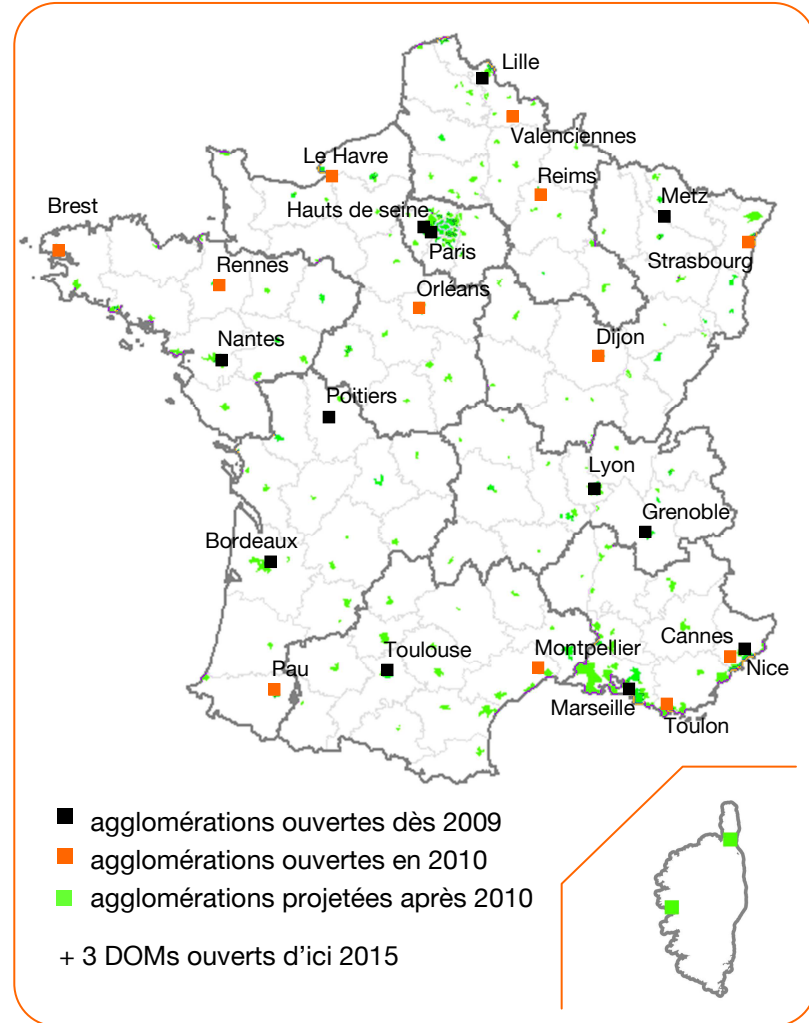 Lille
Valenciennes
Le Havre
Reims
Metz
Hauts de seine
Brest
Paris
Strasbourg
Rennes
Orléans
Nantes
Dijon
Poitiers
Lyon
Grenoble
Bordeaux
Cannes
Montpellier
Toulouse
Nice
Pau
Marseille
Toulon
agglomérations ouvertes dès 2009
agglomérations ouvertes en 2010
agglomérations projetées après 2010
+ 3 DOMs ouverts d'ici 2015